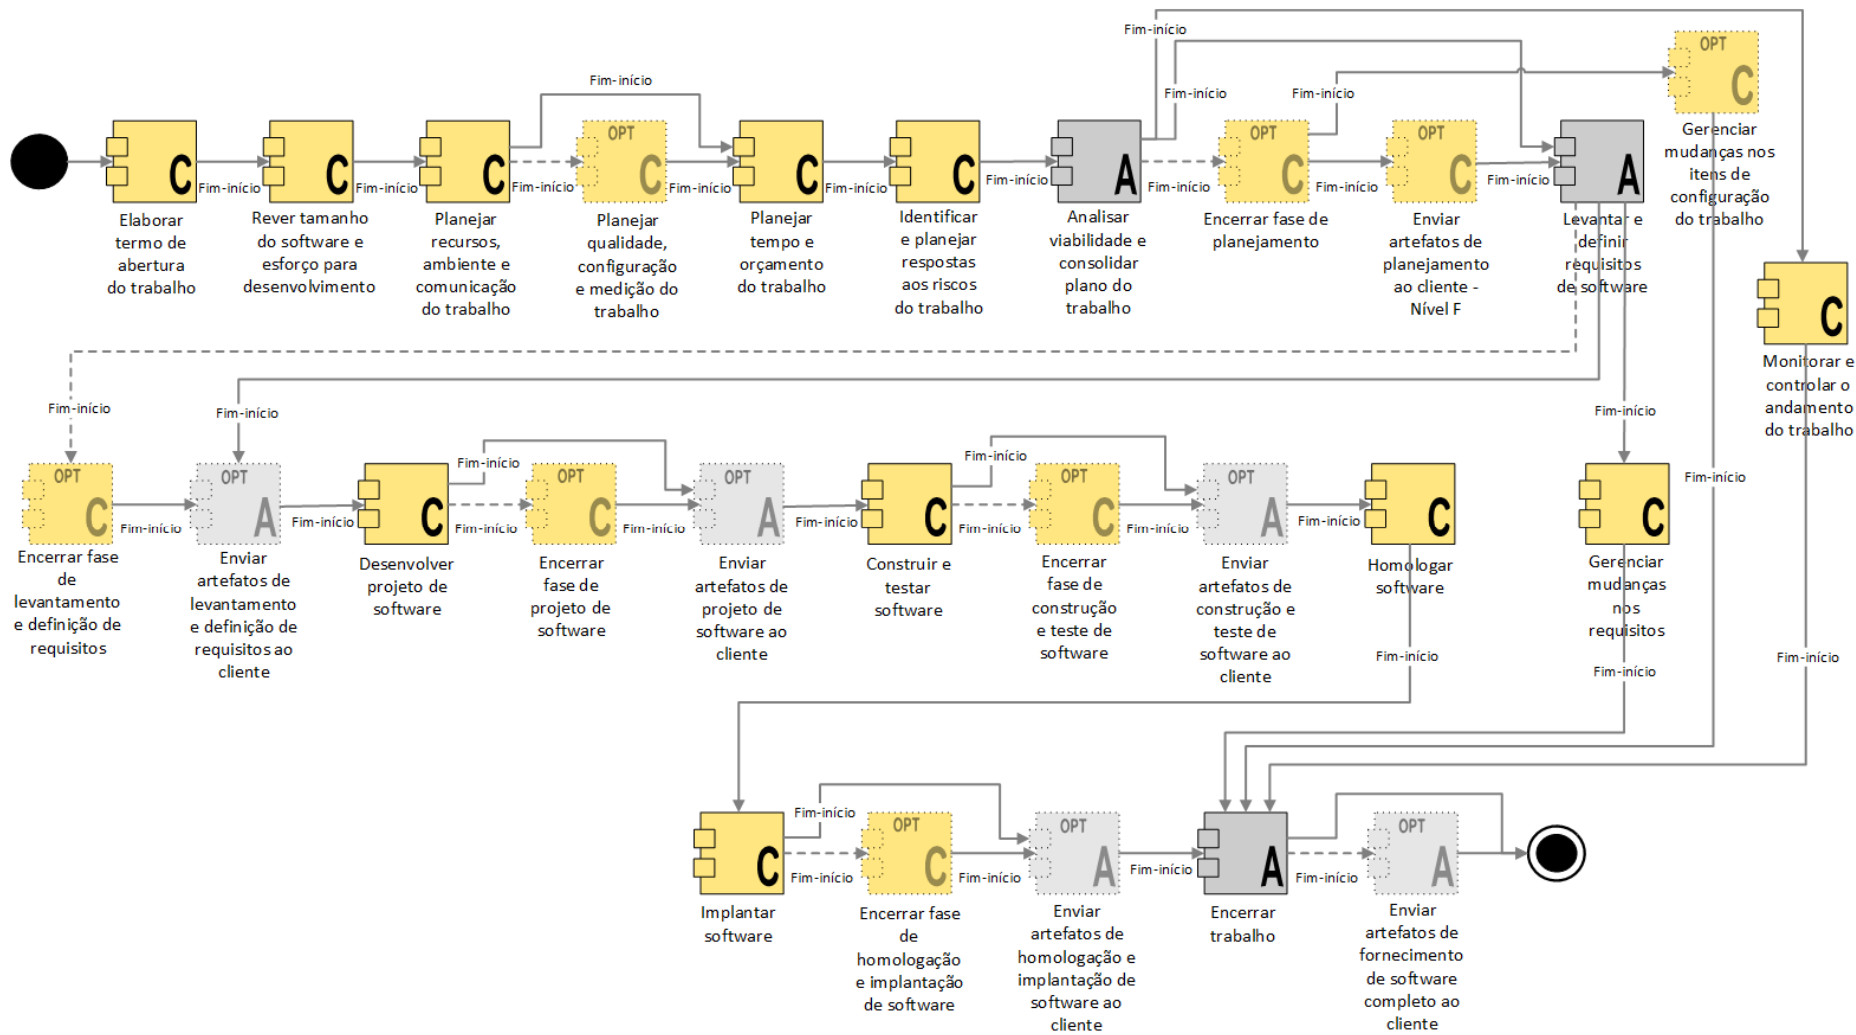 Fim-início
Fim-início
Fim-início
Fim-início
Fim-início
OPT
C
Gerenciar
mudanças nos
itens de
configuração
do trabalho
C
Fim-início
Elaborar
termo de
abertura
do trabalho
C
Fim-início
Rever tamanho
do software e
esforço para
desenvolvimento
C
Fim-início
Planejar
recursos,
ambiente e
comunicação
do trabalho
OPT
C
Fim-início
Planejar
qualidade,
configuração
e medição do
trabalho
C
Fim-início
Planejar
tempo e
orçamento
do trabalho
C
Fim-início
Identificar
e planejar
respostas
aos riscos
do trabalho
A
Fim-início
Analisar
viabilidade e
consolidar
plano do
trabalho
OPT
C
Fim-início
Encerrar fase de
planejamento
OPT
C
Fim-início
Enviar
artefatos de
planejamento
ao cliente -
Nível F
A
Levantar e
definir
requisitos
de software
C
Monitorar e
controlar o
andamento
do trabalho
Fim-início
Fim-início
Fim-início
Fim-início
Fim-início
Fim-início
OPT
C
Fim-início
Encerrar fase
de
levantamento
e definição de
requisitos
OPT
A
Fim-início
Enviar
artefatos de
levantamento
e definição de
requisitos ao
cliente
C
Fim-início
Desenvolver
projeto de
software
OPT
C
Fim-início
Encerrar
fase de
projeto de
software
OPT
A
Fim-início
Enviar
artefatos de
projeto de
software ao
cliente
C
Fim-início
Construir e
testar
software
OPT
C
Fim-início
Encerrar
fase de
construção
e teste de
software
OPT
A
Fim-início
Enviar
artefatos de
construção e
teste de
software ao
cliente
C
Homologar
software
C
Gerenciar
mudanças
nos
requisitos
Fim-início
Fim-início
Fim-início
Fim-início
C
Fim-início
Implantar
software
OPT
C
Fim-início
Encerrar fase
de
homologação
e implantação
de software
OPT
A
Fim-início
Enviar
artefatos de
homologação e
implantação de
software ao
cliente
A
Fim-início
Encerrar
trabalho
OPT
A
Enviar
artefatos de
fornecimento
de software
completo ao
cliente